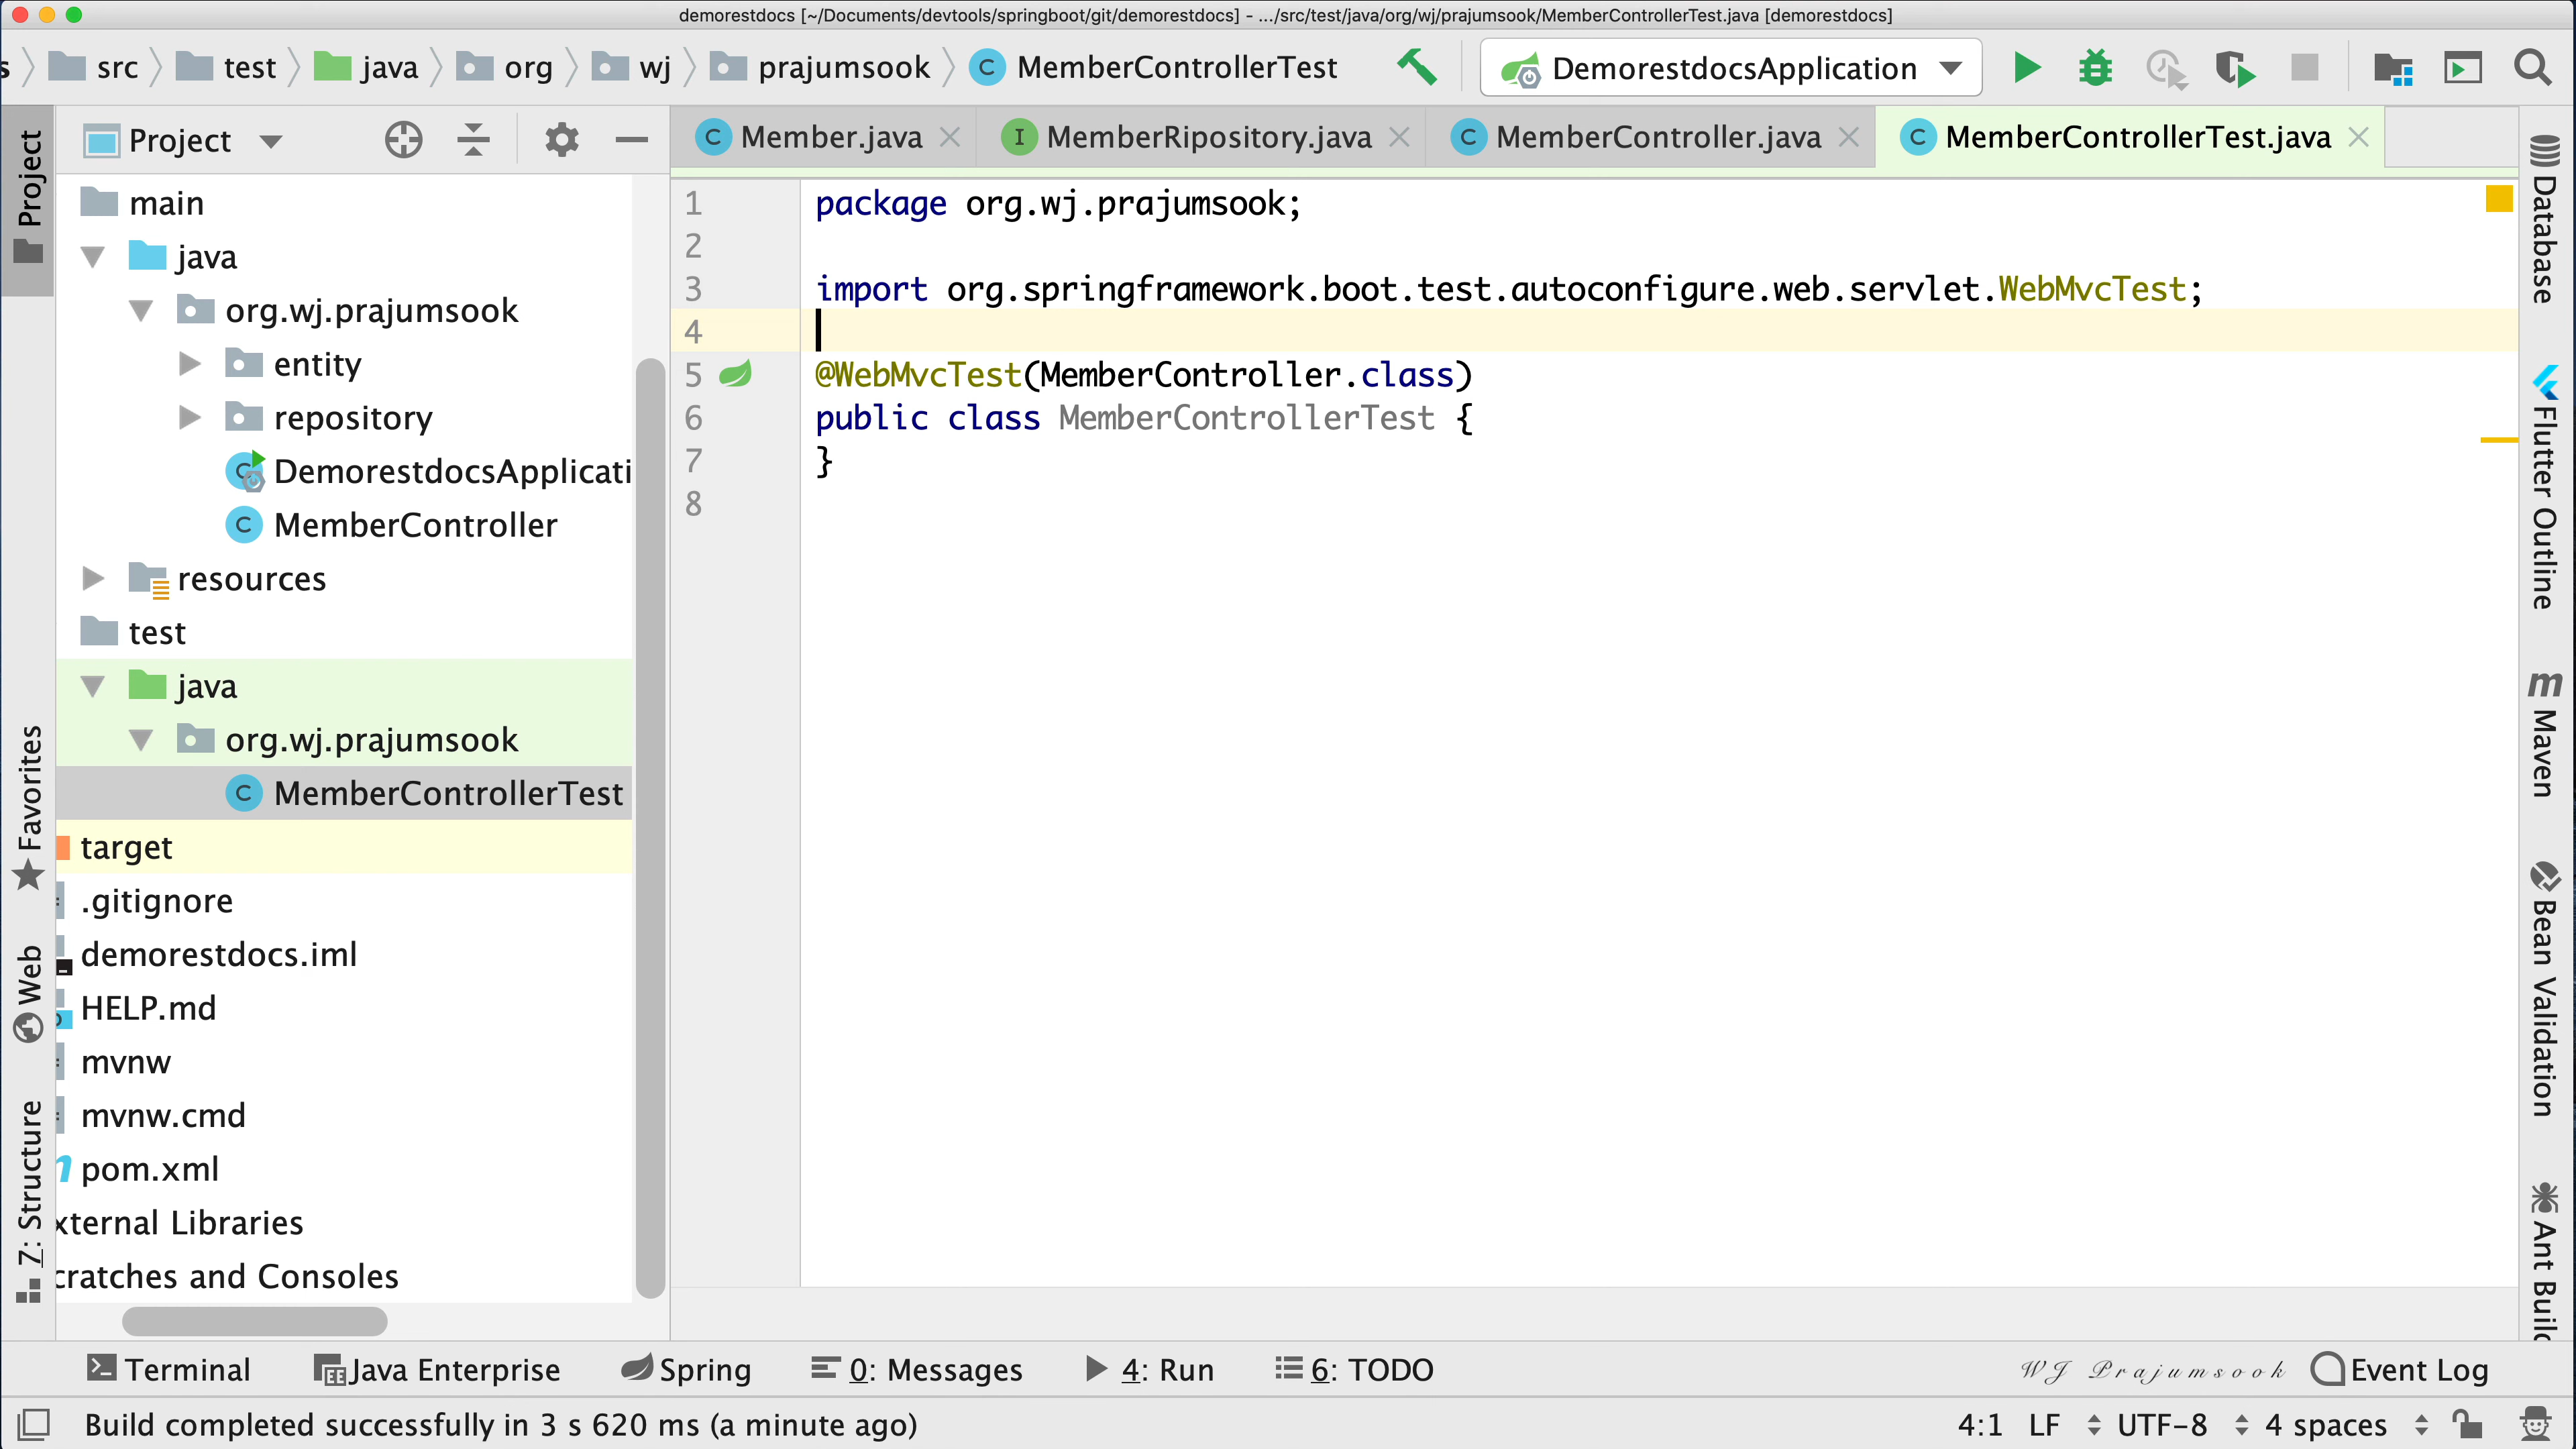 demorestdocs [~/Documents/devtools/springboot/git/demorestdocs] - .../src/test/java/org/wj/prajumsook/MemberControllerTest.java [demorestdocs]
s src test java org wj prajumsook MemberControllerTest DemorestdocsApplication
Project
Member.java MemberRipository.java MemberController.java MemberControllerTest.java
main
java
org.wj.prajumsook
entity
repository
DemorestdocsApplicati
MemberController
resources
test
java
org.wj.prajumsook
MemberControllerTest
target
.gitignore
demorestdocs.iml
HELP.md
mvnw
mvnw.cmd
pom.xml
xternal Libraries
cratches and Consoles
1 package org.wj.prajumsook;
2
3 import org.springframework.boot.test.autoconfigure.web.servlet.WebMvcTest;
4
5 @WebMvcTest(MemberController.class)
6 public class MemberControllerTest {
7 }
8
Project
Favorites
Web
Z: Structure
Database
Flutter Outline
Maven
Bean Validation
Ant Build
Terminal Java Enterprise Spring 0: Messages 4: Run 6: TODO WJ Prajumsook Event Log
Build completed successfully in 3 s 620 ms (a minute ago) 4:1 LF UTF-8 4 spaces